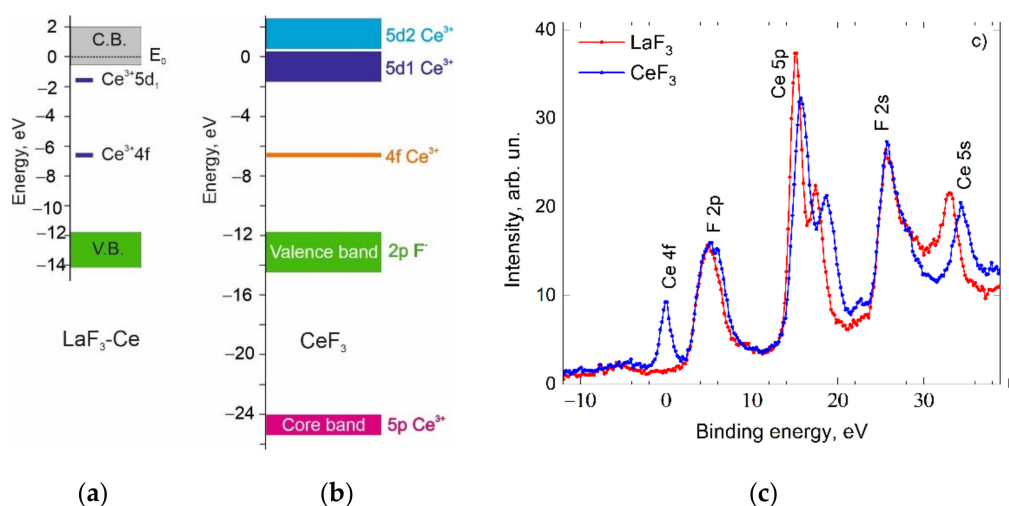 2
0
−2
−4
−6
−8
−10
−12
−14
Energy, eV
C.B.
E₀
Ce³⁺5d₁
Ce³⁺4f
V.B.
LaF₃-Ce
(a)
0
−4
−8
−12
−16
−20
−24
Energy, eV
5d2 Ce³⁺
5d1 Ce³⁺
4f Ce³⁺
Valence band
2p F⁻
CeF₃
Core band
5p Ce³⁺
(b)
c)
LaF₃
CeF₃
40
30
20
10
0
Intensity, arb. un.
Ce 4f
F 2p
Ce 5p
F 2s
Ce 5s
−10
0
10
20
30
Binding energy, eV
(c)